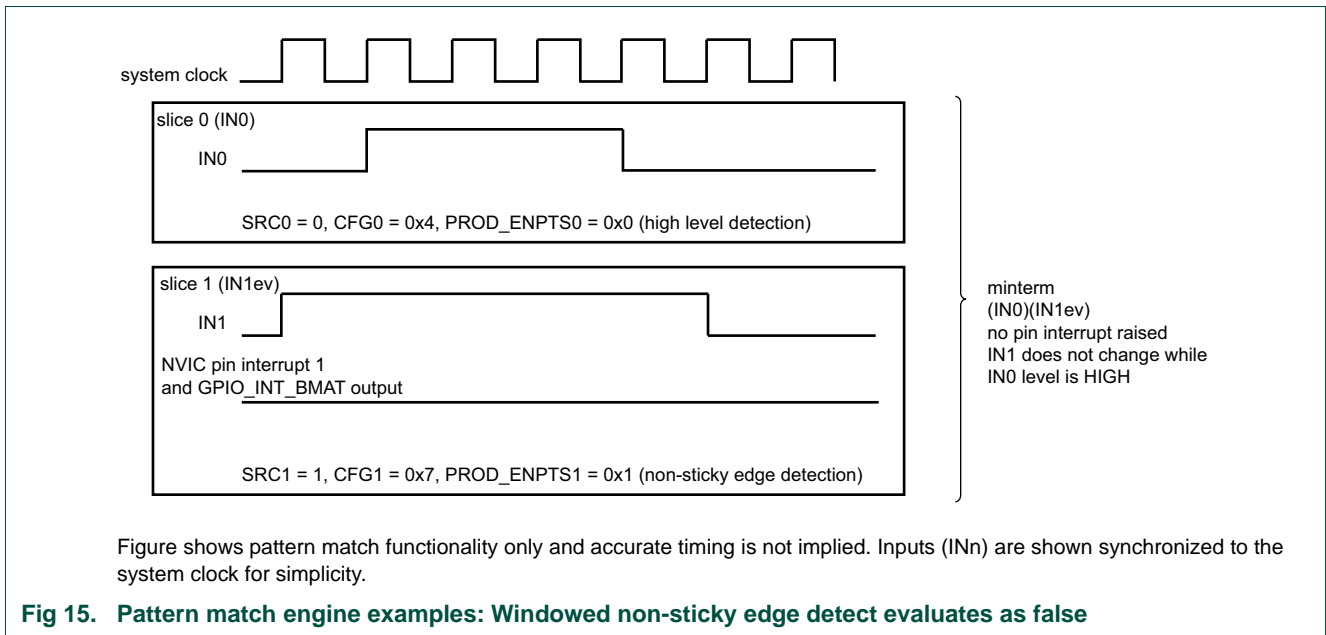 system clock
slice 0 (IN0)
IN0
SRC0 = 0, CFG0 = 0x4, PROD_ENPTS0 = 0x0 (high level detection)
slice 1 (IN1ev)
IN1
NVIC pin interrupt 1
and GPIO_INT_BMAT output
SRC1 = 1, CFG1 = 0x7, PROD_ENPTS1 = 0x1 (non-sticky edge detection)
minterm
(IN0)(IN1ev)
no pin interrupt raised
IN1 does not change while
IN0 level is HIGH
Figure shows pattern match functionality only and accurate timing is not implied. Inputs (INn) are shown synchronized to the
system clock for simplicity.
Fig 15. Pattern match engine examples: Windowed non-sticky edge detect evaluates as false